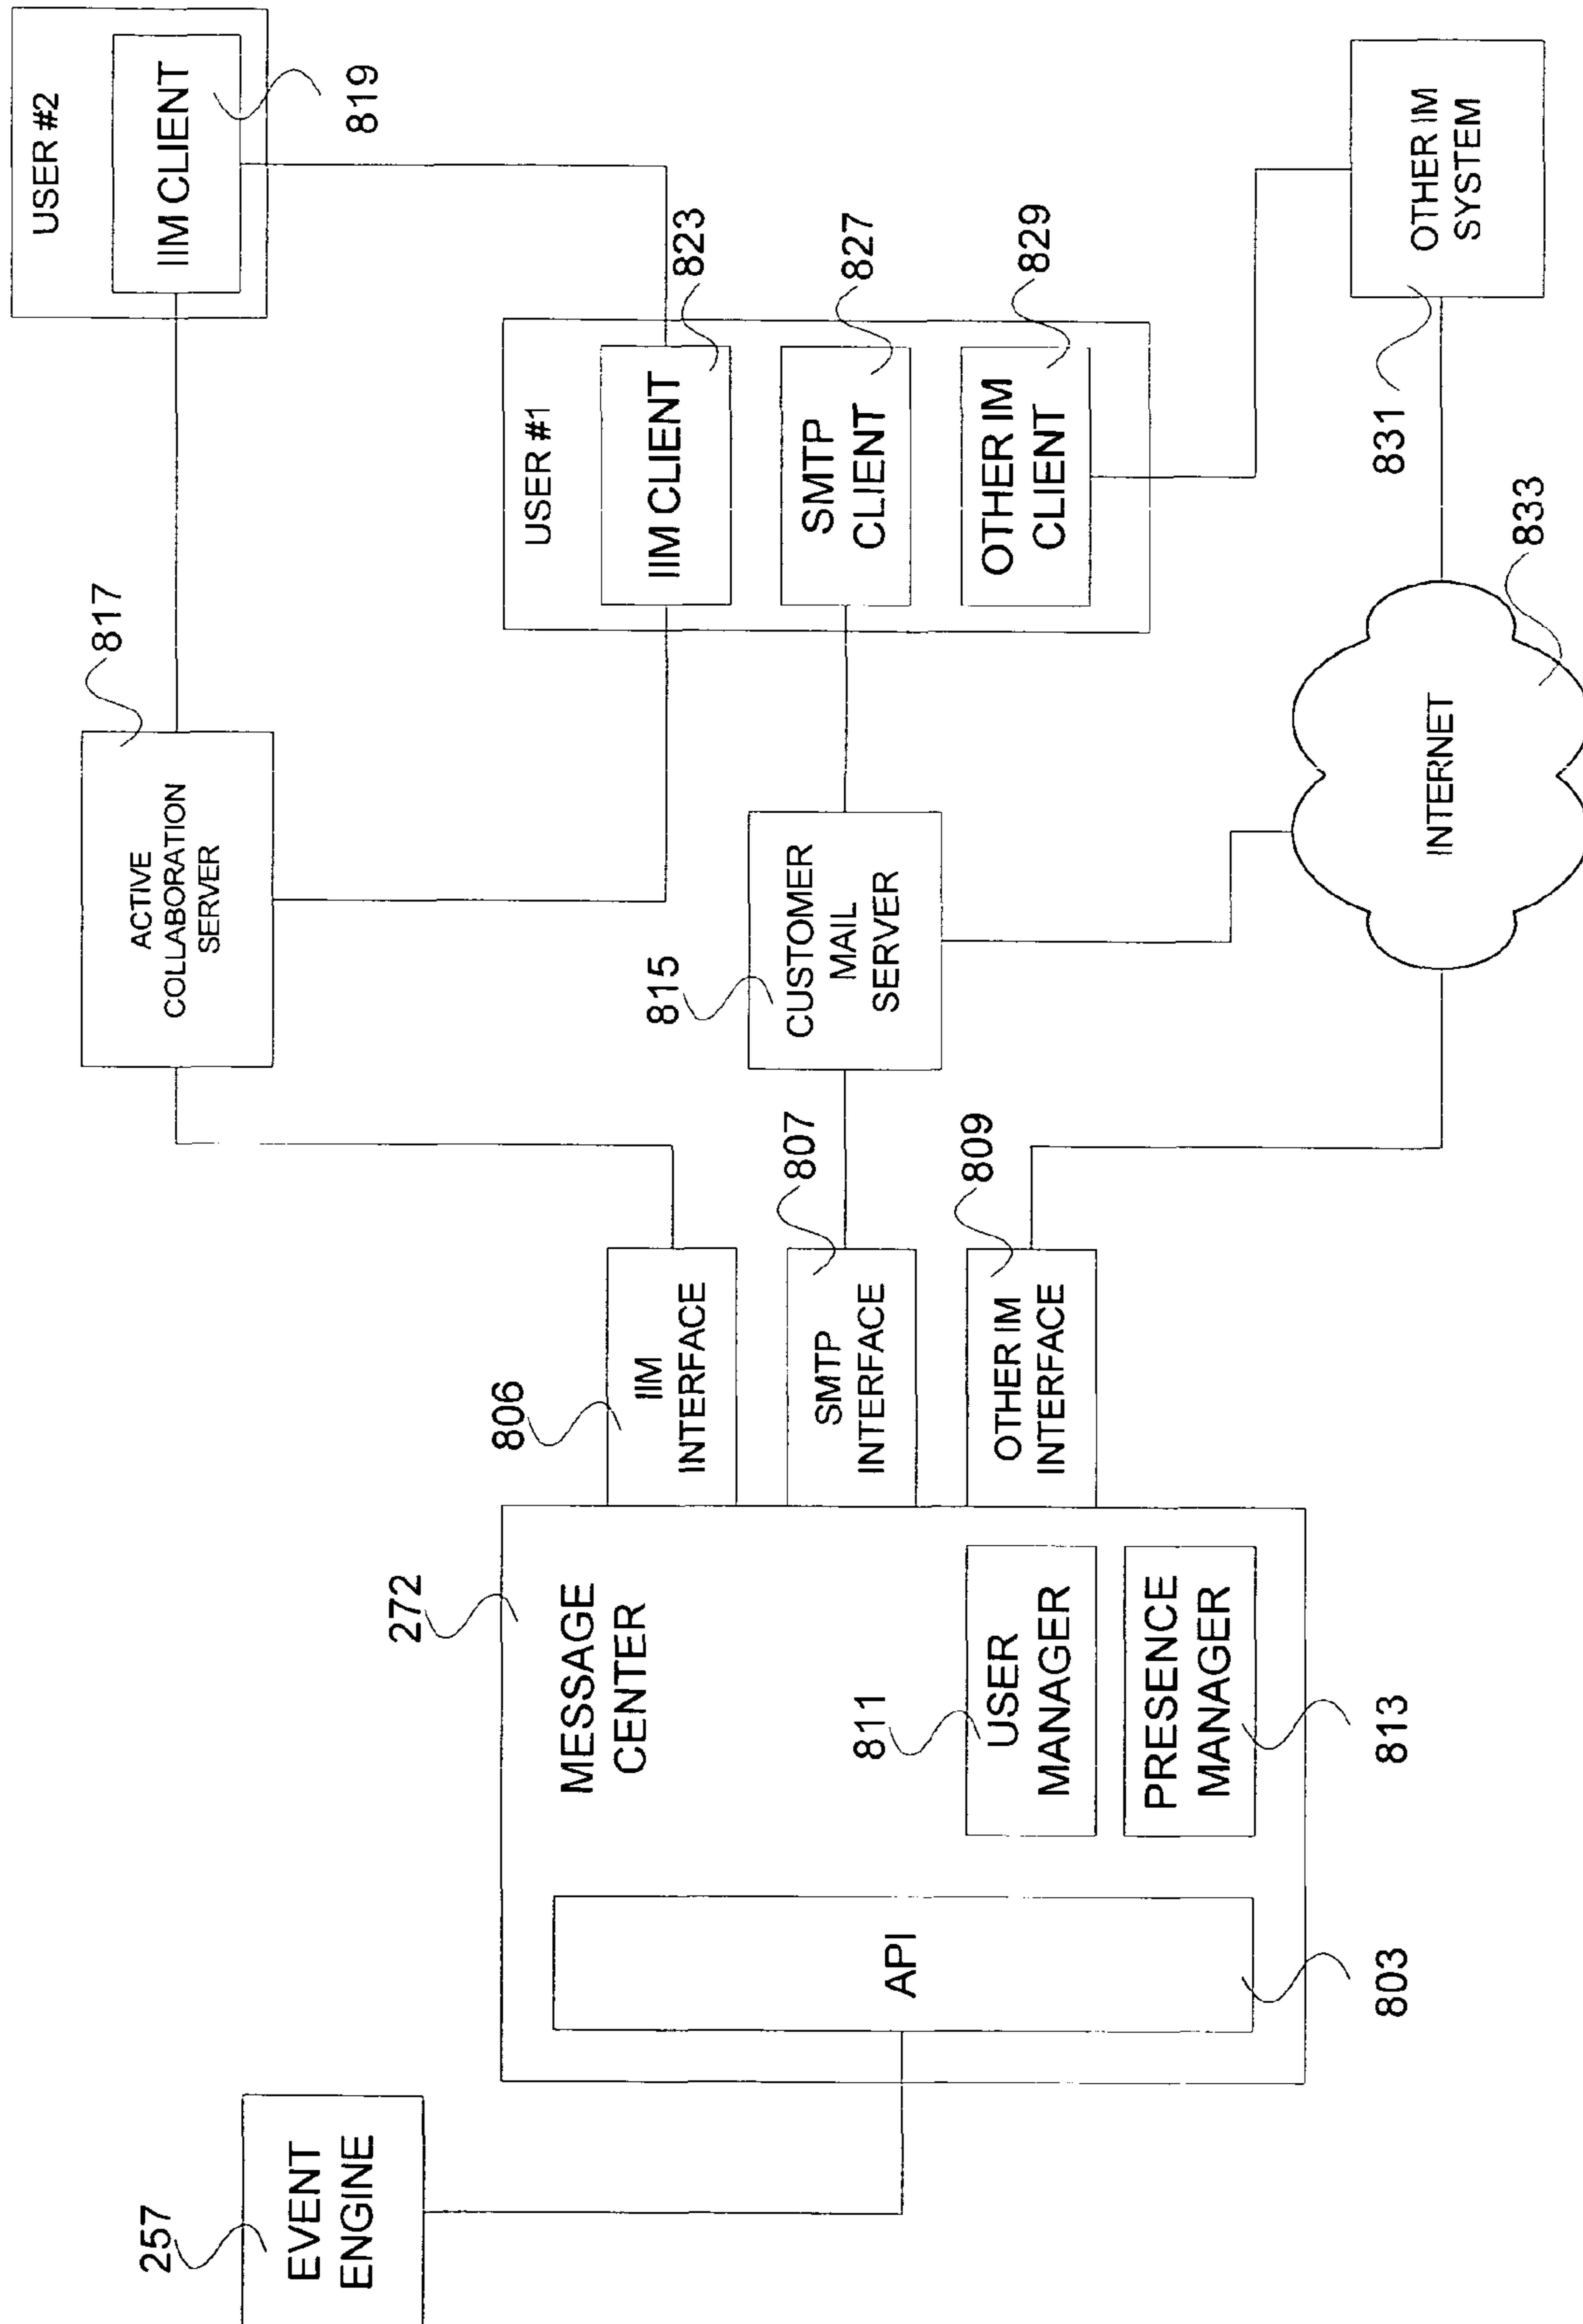 257
EVENT
ENGINE
272
MESSAGE
CENTER
API
803
811
USER
MANAGER
PRESENCE
MANAGER
813
806
IIM
INTERFACE
807
SMTP
INTERFACE
809
OTHER IM
INTERFACE
817
ACTIVE
COLLABORATION
SERVER
815
CUSTOMER
MAIL
SERVER
INTERNET
833
USER #1
IIM CLIENT
823
SMTP
CLIENT
827
OTHER IM
CLIENT
829
USER #2
IIM CLIENT
819
OTHER IM
SYSTEM
831